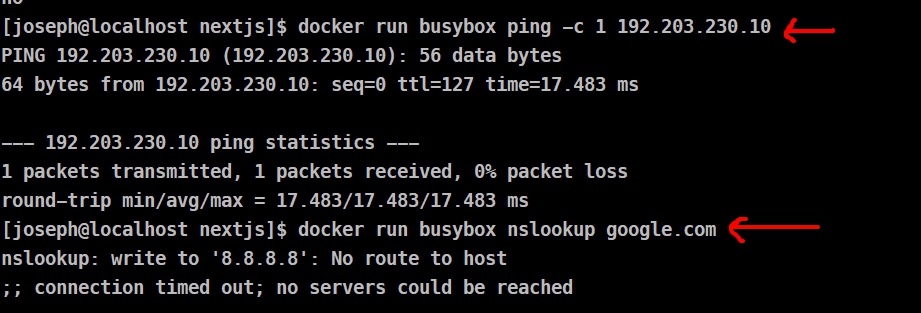 [joseph@localhost nextjs]$ docker run busybox ping -c 1 192.203.230.10
PING 192.203.230.10 (192.203.230.10): 56 data bytes
64 bytes from 192.203.230.10: seq=0 ttl=127 time=17.483 ms
--- 192.203.230.10 ping statistics ---
1 packets transmitted, 1 packets received, 0% packet loss
round-trip min/avg/max = 17.483/17.483/17.483 ms
[joseph@localhost nextjs]$ docker run busybox nslookup google.com
nslookup: write to '8.8.8.8': No route to host
;; connection timed out; no servers could be reached